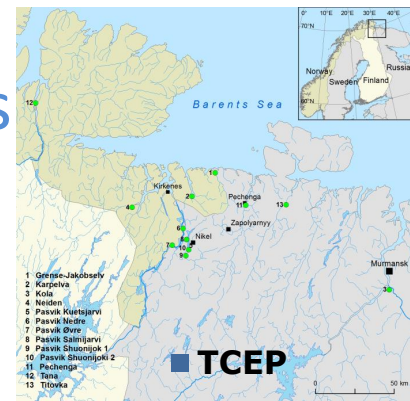 S
Barents Sea
70°N
60°N
10°E
20°E
30°E
Norway
Sweden
Finland
Russia
12
1
Kirkenes
2
Pechenga
11
13
4
Zapolyarnyy
6
Nikel
7
8
10
9
Murmansk
3
1 Grense-Jakobselv
2 Karpelva
3 Kola
4 Neiden
5 Pasvik Kuetsjarvi
6 Pasvik Nedre
7 Pasvik Øvre
8 Pasvik Salmijarvi
9 Pasvik Shuonijok 1
10 Pasvik Shuonijoki 2
11 Pechenga
12 Tana
13 Titovka
TCEP
0
50 km